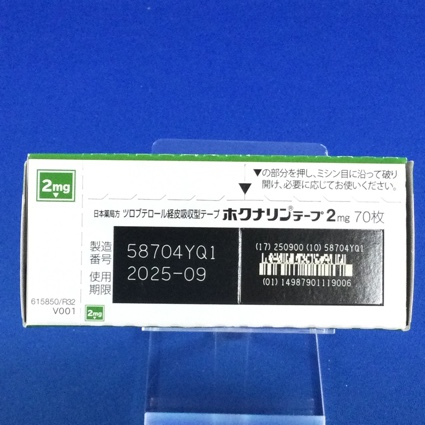 2mg
▼の部分を押し、ミシン目に沿って破り
開け、必要に応じてお使いください。
日本薬局方 ツロブテロール経皮吸収型テープ ホクナリン®テープ2mg 70枚
製造番号 58704YQ1
使用期限 2025-09
(17) 250900 (10) 58704YQ1
(01) 14987901119006
615850/R32
V001
2mg